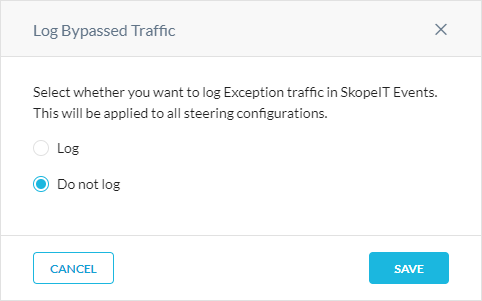 Log Bypassed Traffic
Select whether you want to log Exception traffic in SkopeIT Events.
This will be applied to all steering configurations.
Log
Do not log
CANCEL
SAVE